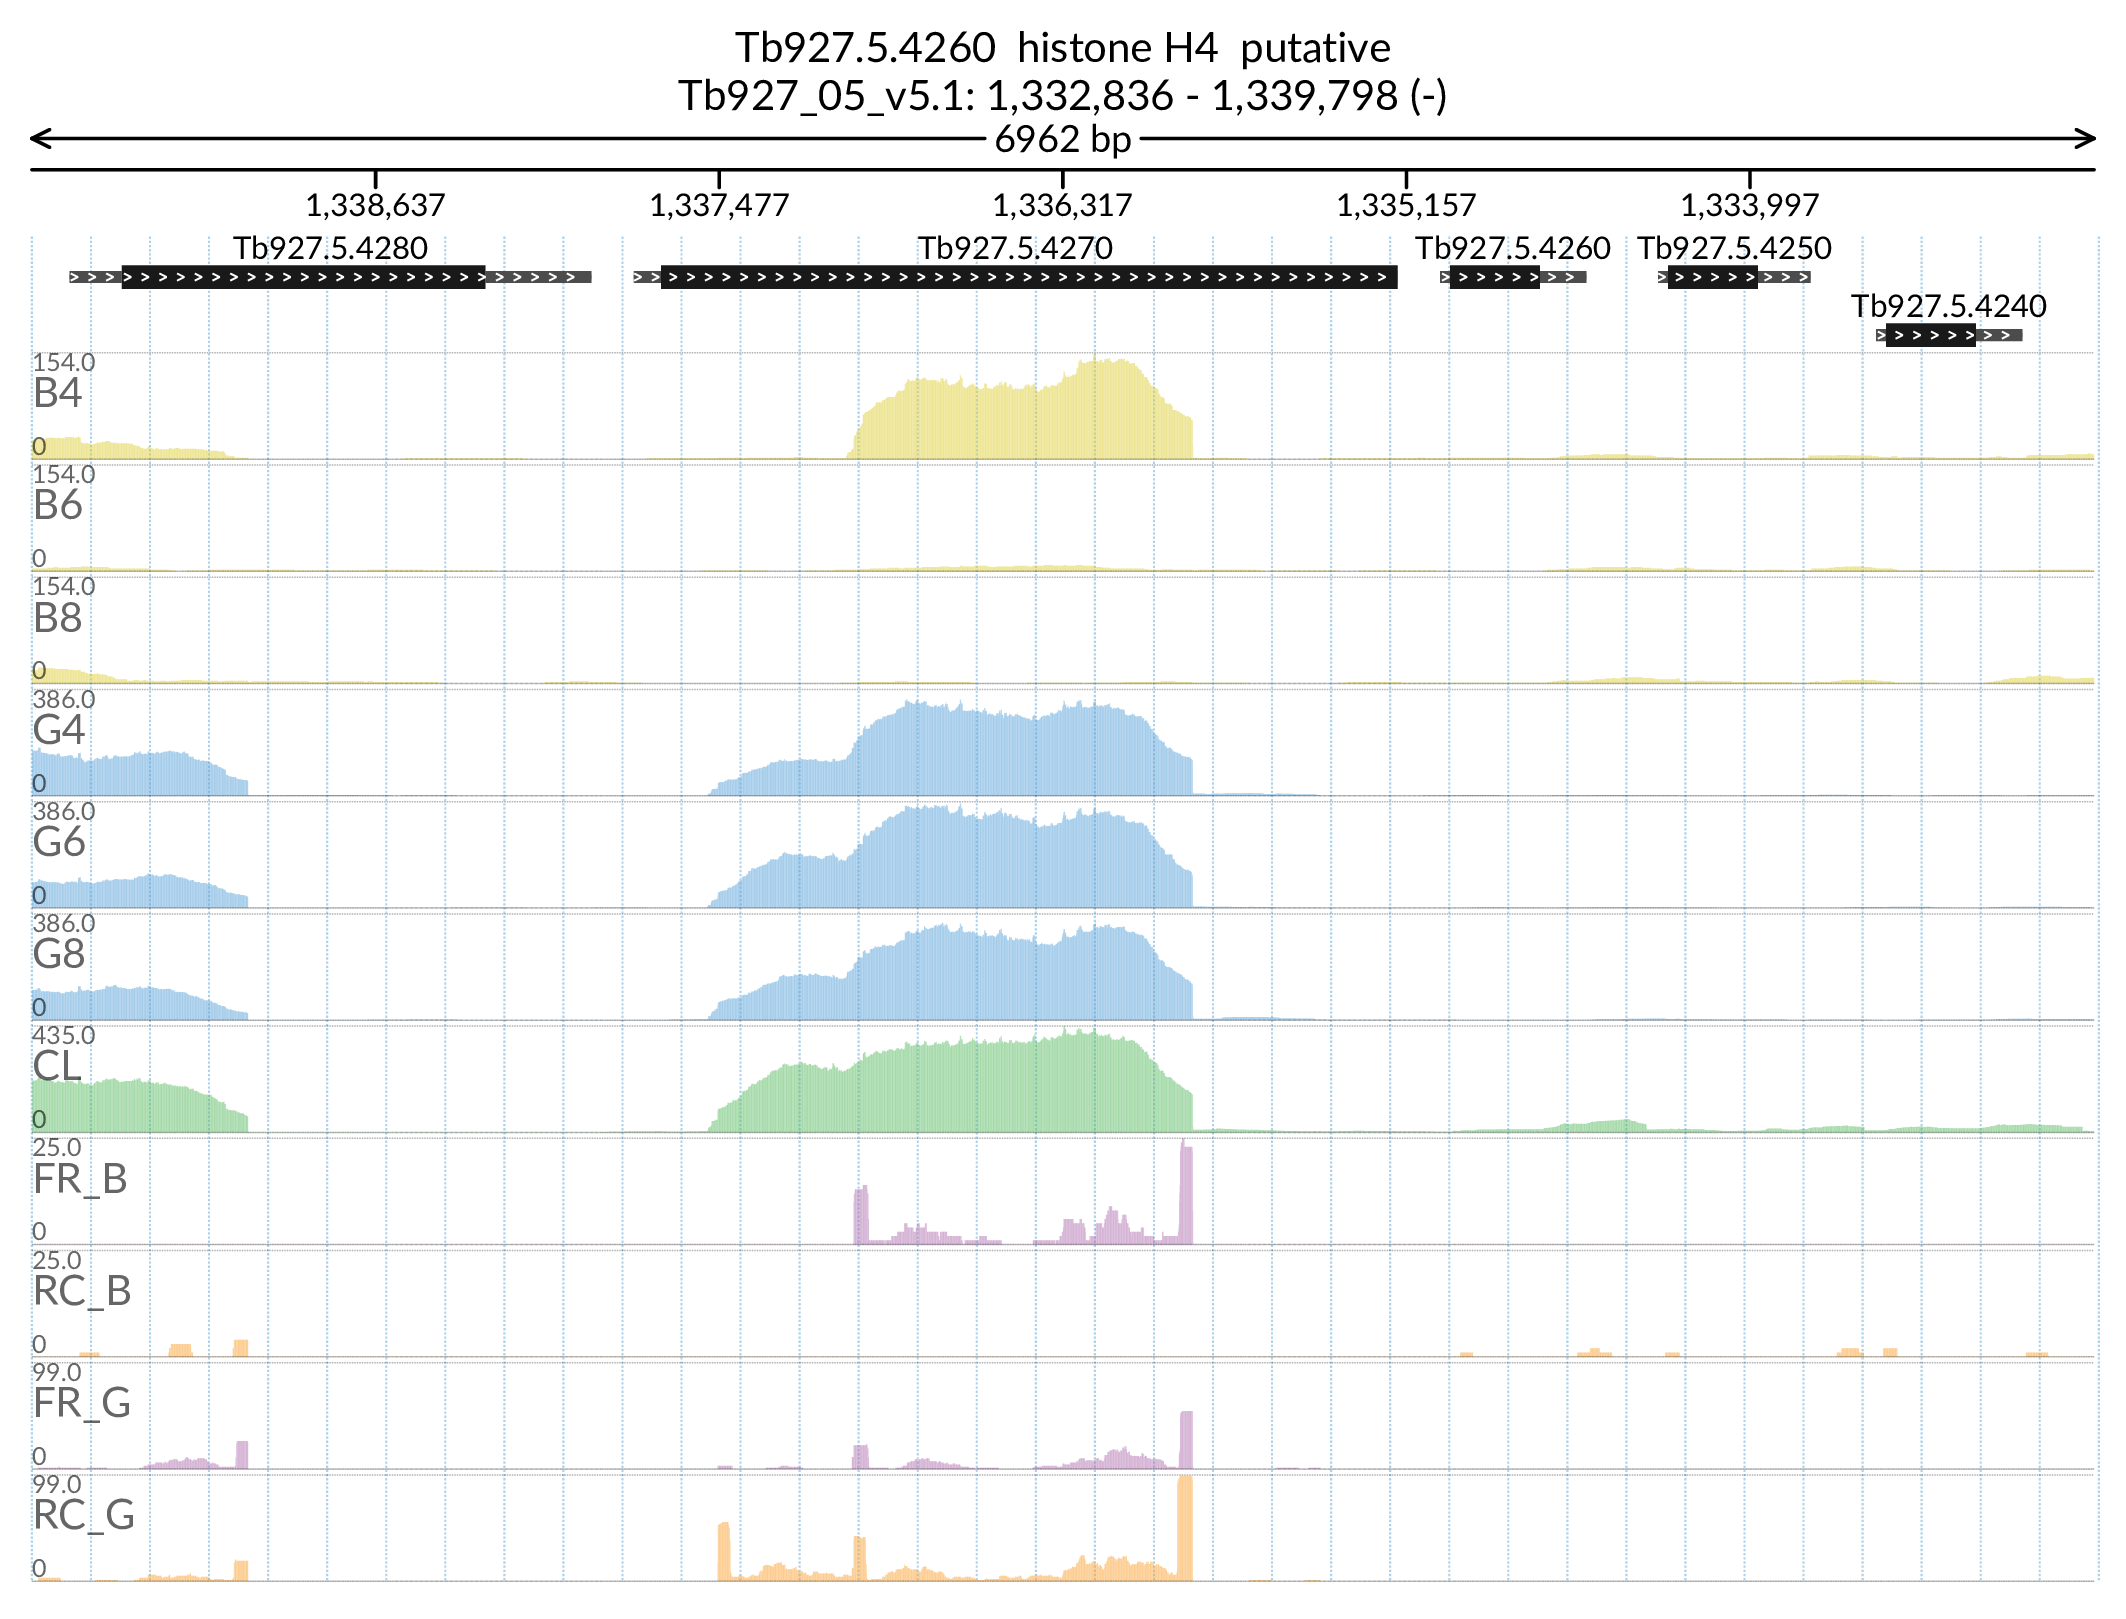 Tb927.5.4260  histone H4  putative
Tb927_05_v5.1: 1,332,836 - 1,339,798 (-)
6962 bp
1,338,637 1,337,477 1,336,317 1,335,157 1,333,997
Tb927.5.4280 Tb927.5.4270 Tb927.5.4260 Tb927.5.4250
Tb927.5.4240
154.0
B4
0
154.0
B6
0
154.0
B8
0
386.0
G4
0
386.0
G6
0
386.0
G8
0
435.0
CL
0
25.0
FR_B
0
25.0
RC_B
0
99.0
FR_G
0
99.0
RC_G
0